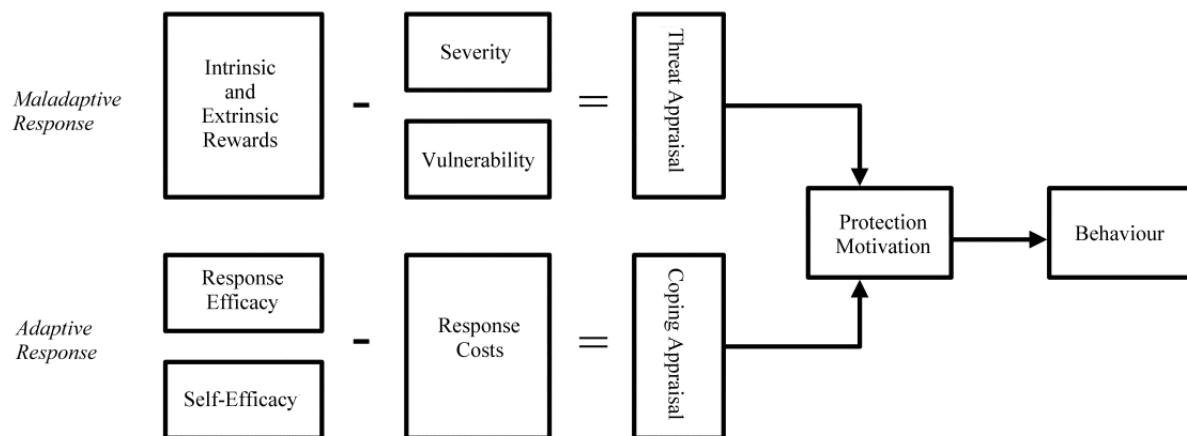 Maladaptive
Response
Intrinsic
and
Extrinsic
Rewards
-
Severity
Vulnerability
=
Threat Appraisal
Adaptive
Response
Response
Efficacy
Self-Efficacy
-
Response
Costs
=
Coping Appraisal
Protection
Motivation
Behaviour